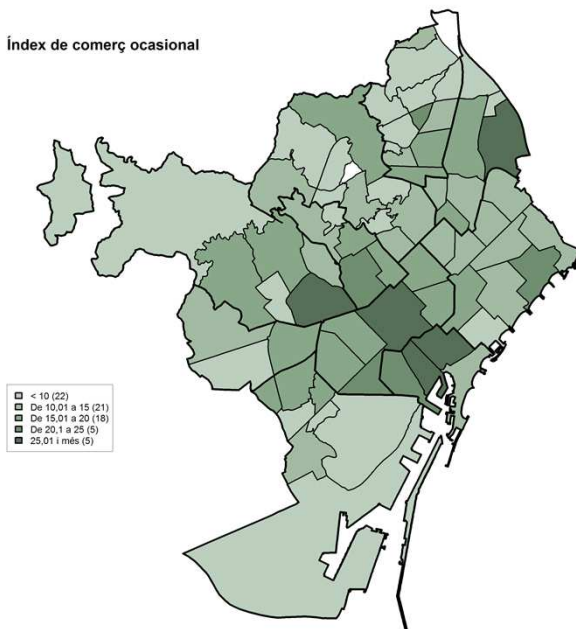 Índex de comerç ocasional
< 10 (22)
De 10,01 a 15 (21)
De 15,01 a 20 (18)
De 20,1 a 25 (5)
25,01 i més (5)